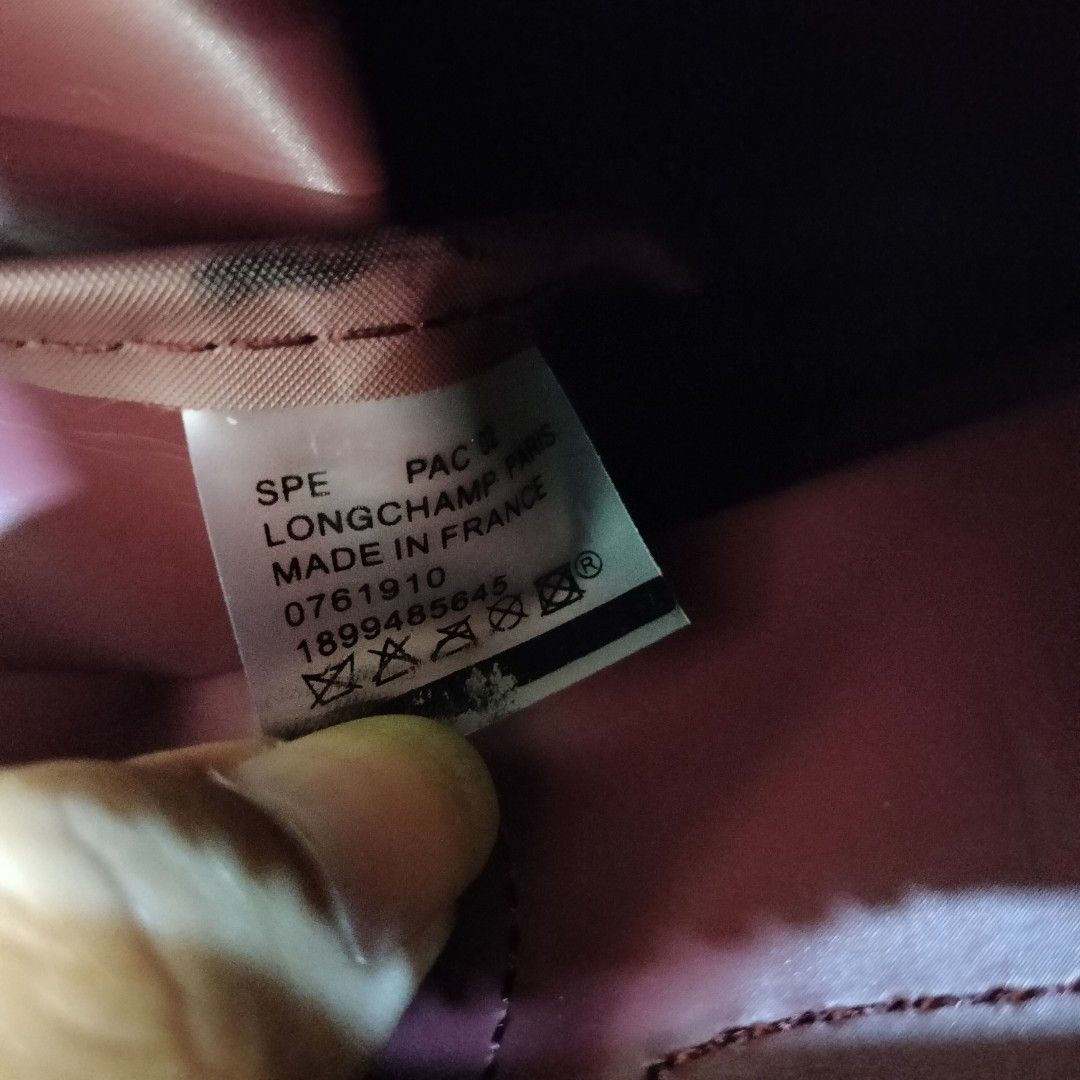 SPE PAC 02
LONGCHAMP PARIS
MADE IN FRANCE
0761910
1899485645
®